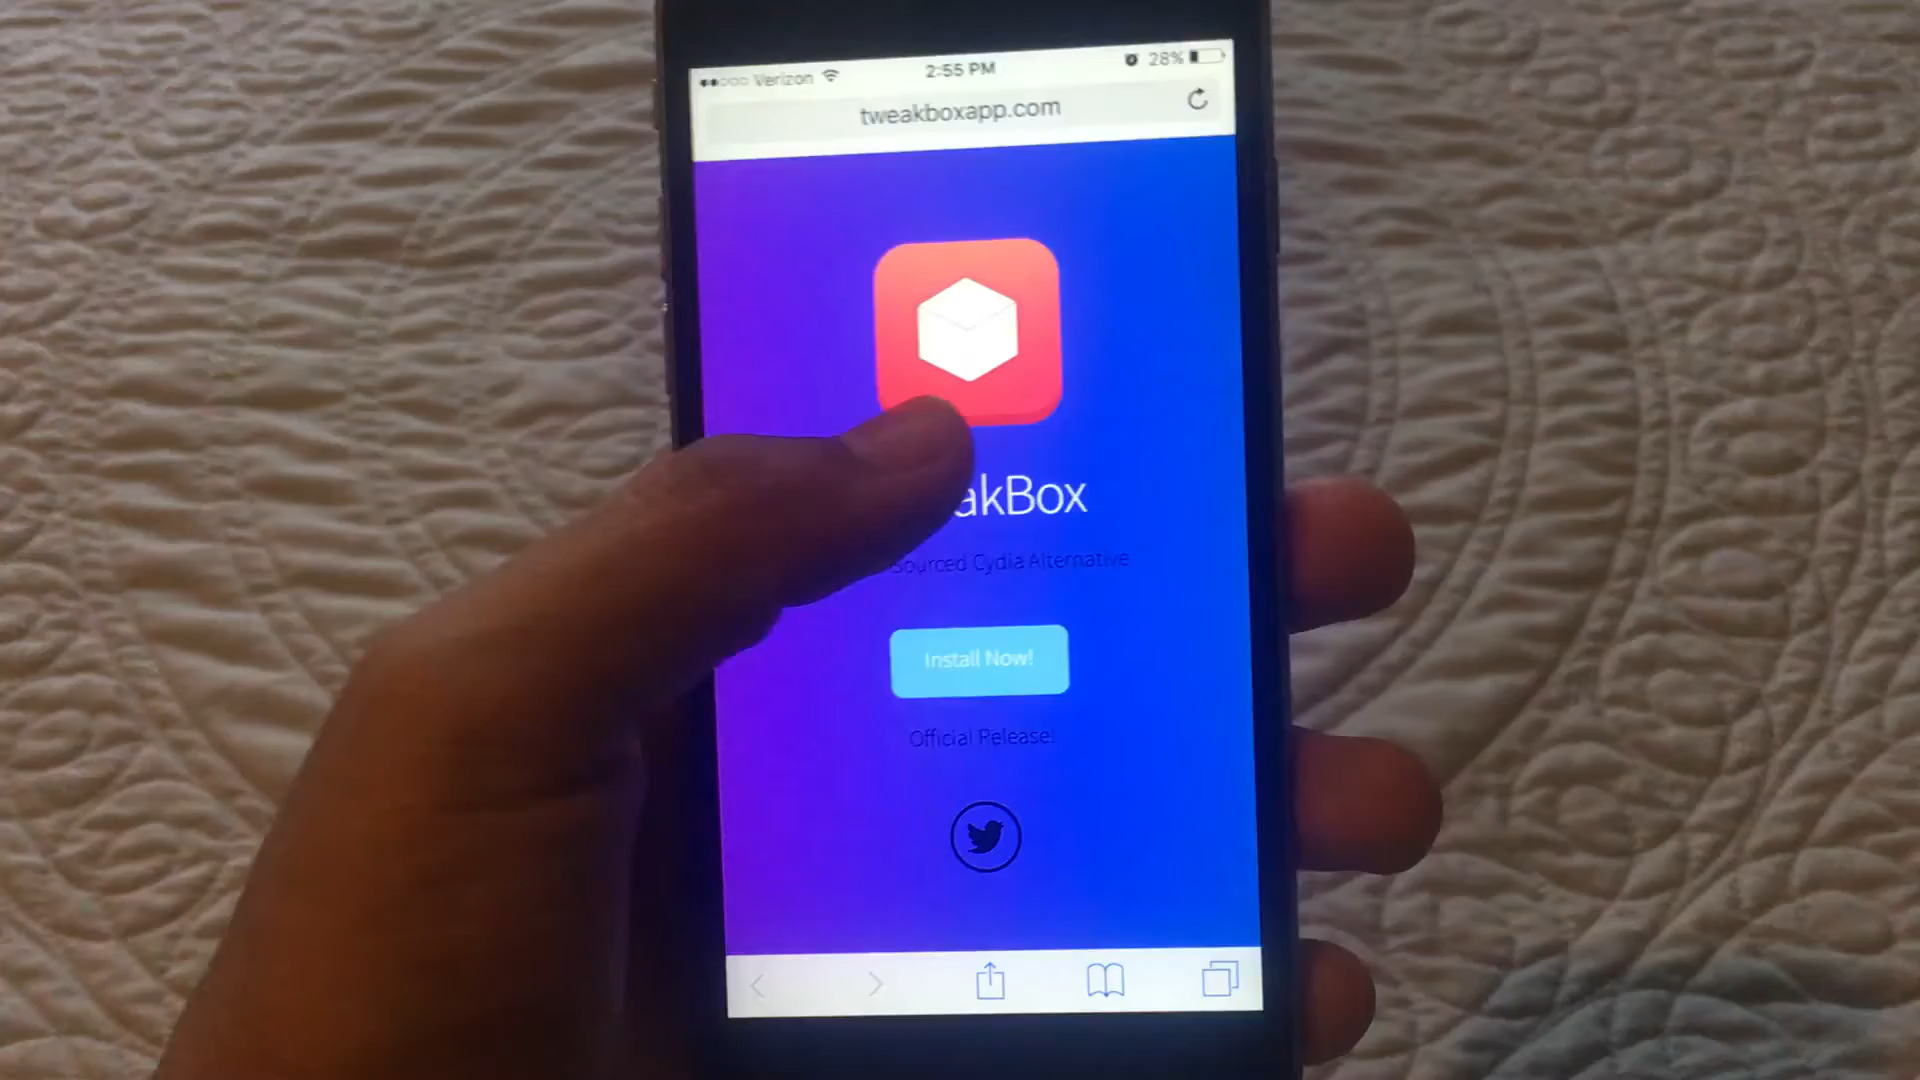 Verizon 2:55 PM 28%
tweakboxapp.com
akBox
Sourced Cydia Alternative
Install Now!
Official Release!